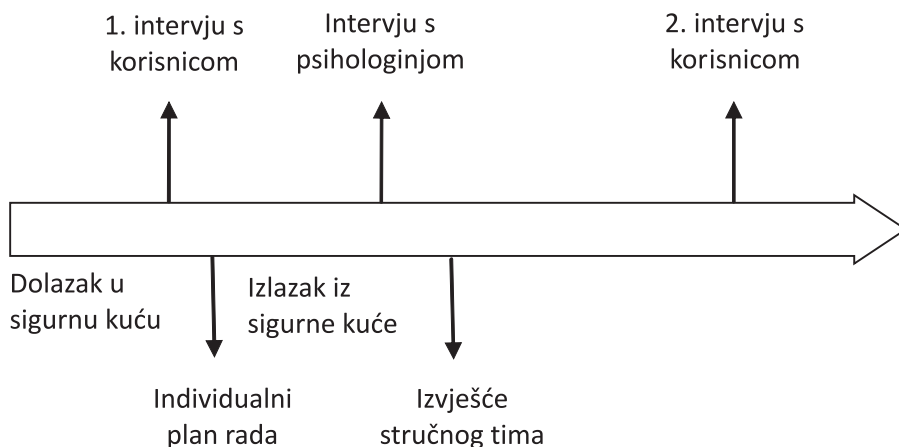 1. intervju s
korisnicom
Intervju s
psihologinjom
2. intervju s
korisnicom
Dolazak u
sigurnu kuću
Izlazak iz
sigurne kuće
Individualni
plan rada
Izvješće
stručnog tima